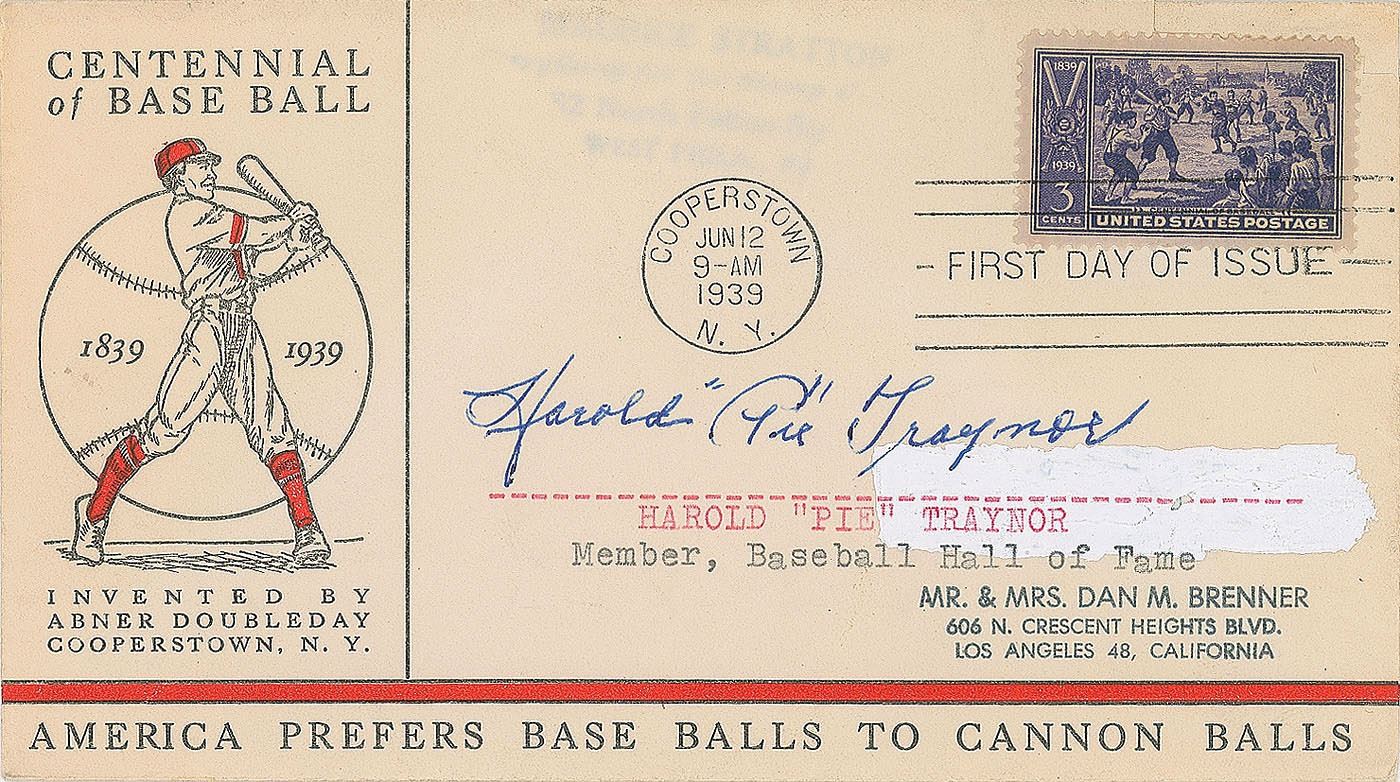 CENTENNIAL
of BASE BALL
1839 1939
INVENTED BY
ABNER DOUBLEDAY
COOPERSTOWN, N. Y.
COOPERSTOWN
JUN 12
9-AM
1939
N. Y.
1839
1939
3
CENTS
CENTENNIAL OF BASEBALL
UNITED STATES POSTAGE
FIRST DAY OF ISSUE
Harold "Pie" Traynor
HAROLD "PIE" TRAYNOR
Member, Baseball Hall of Fame
MR. & MRS. DAN M. BRENNER
606 N. CRESCENT HEIGHTS BLVD.
LOS ANGELES 48, CALIFORNIA
AMERICA PREFERS BASE BALLS TO CANNON BALLS